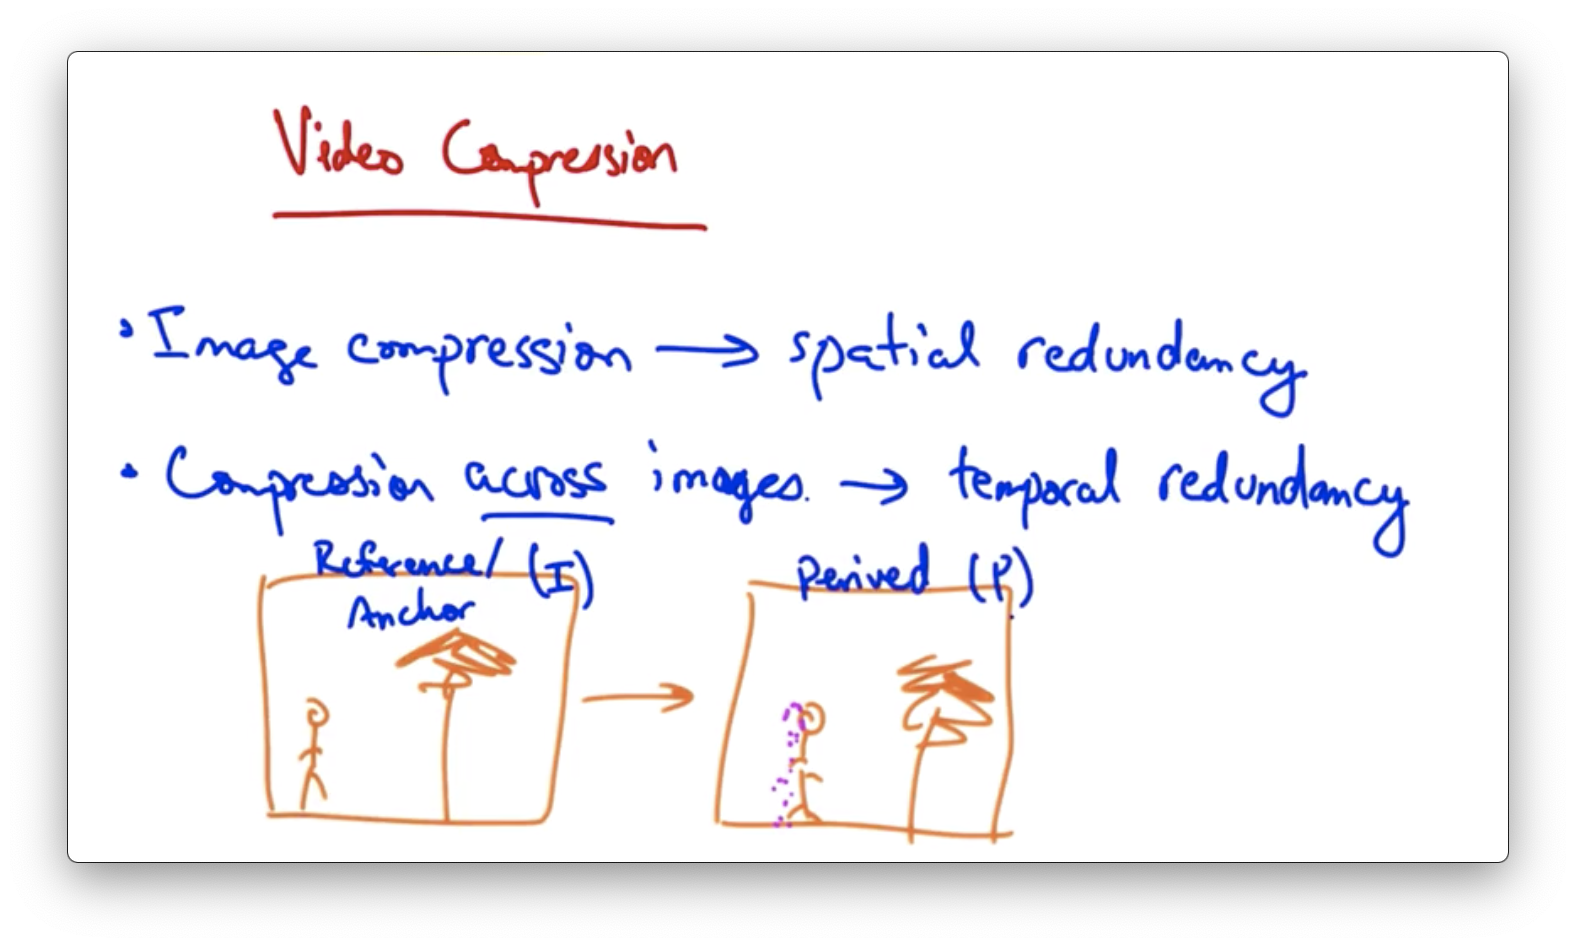 Video Compression
• Image compression → spatial redundancy
• Compression across images. → temporal redundancy
Reference/ (I)
Anchor
Derived (P)